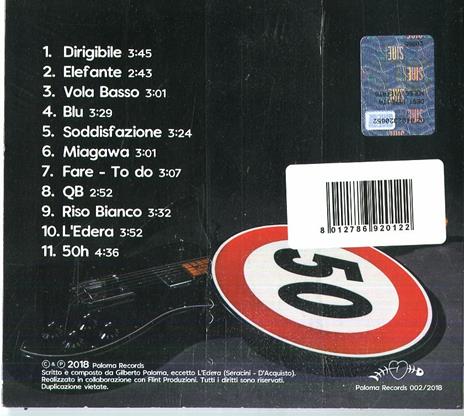 1. Dirigibile 3:45
2. Elefante 2:43
3. Vola Basso 3:01
4. Blu 3:29
5. Soddisfazione 3:24
6. Miagawa 3:01
7. Fare - To do 3:07
8. QB 2:52
9. Riso Bianco 3:32
10. L'Edera 3:52
11. 50h 4:36
SIAE
8012786920122
50
© & ℗ 2018 Paloma Records
Scritto e composto da Gilberto Paloma, eccetto L'Edera (Seracini - D'Acquisto).
Realizzato in collaborazione con Flint Produzioni. Tutti i diritti sono riservati.
Duplicazione vietate.
Paloma Records 002/2018